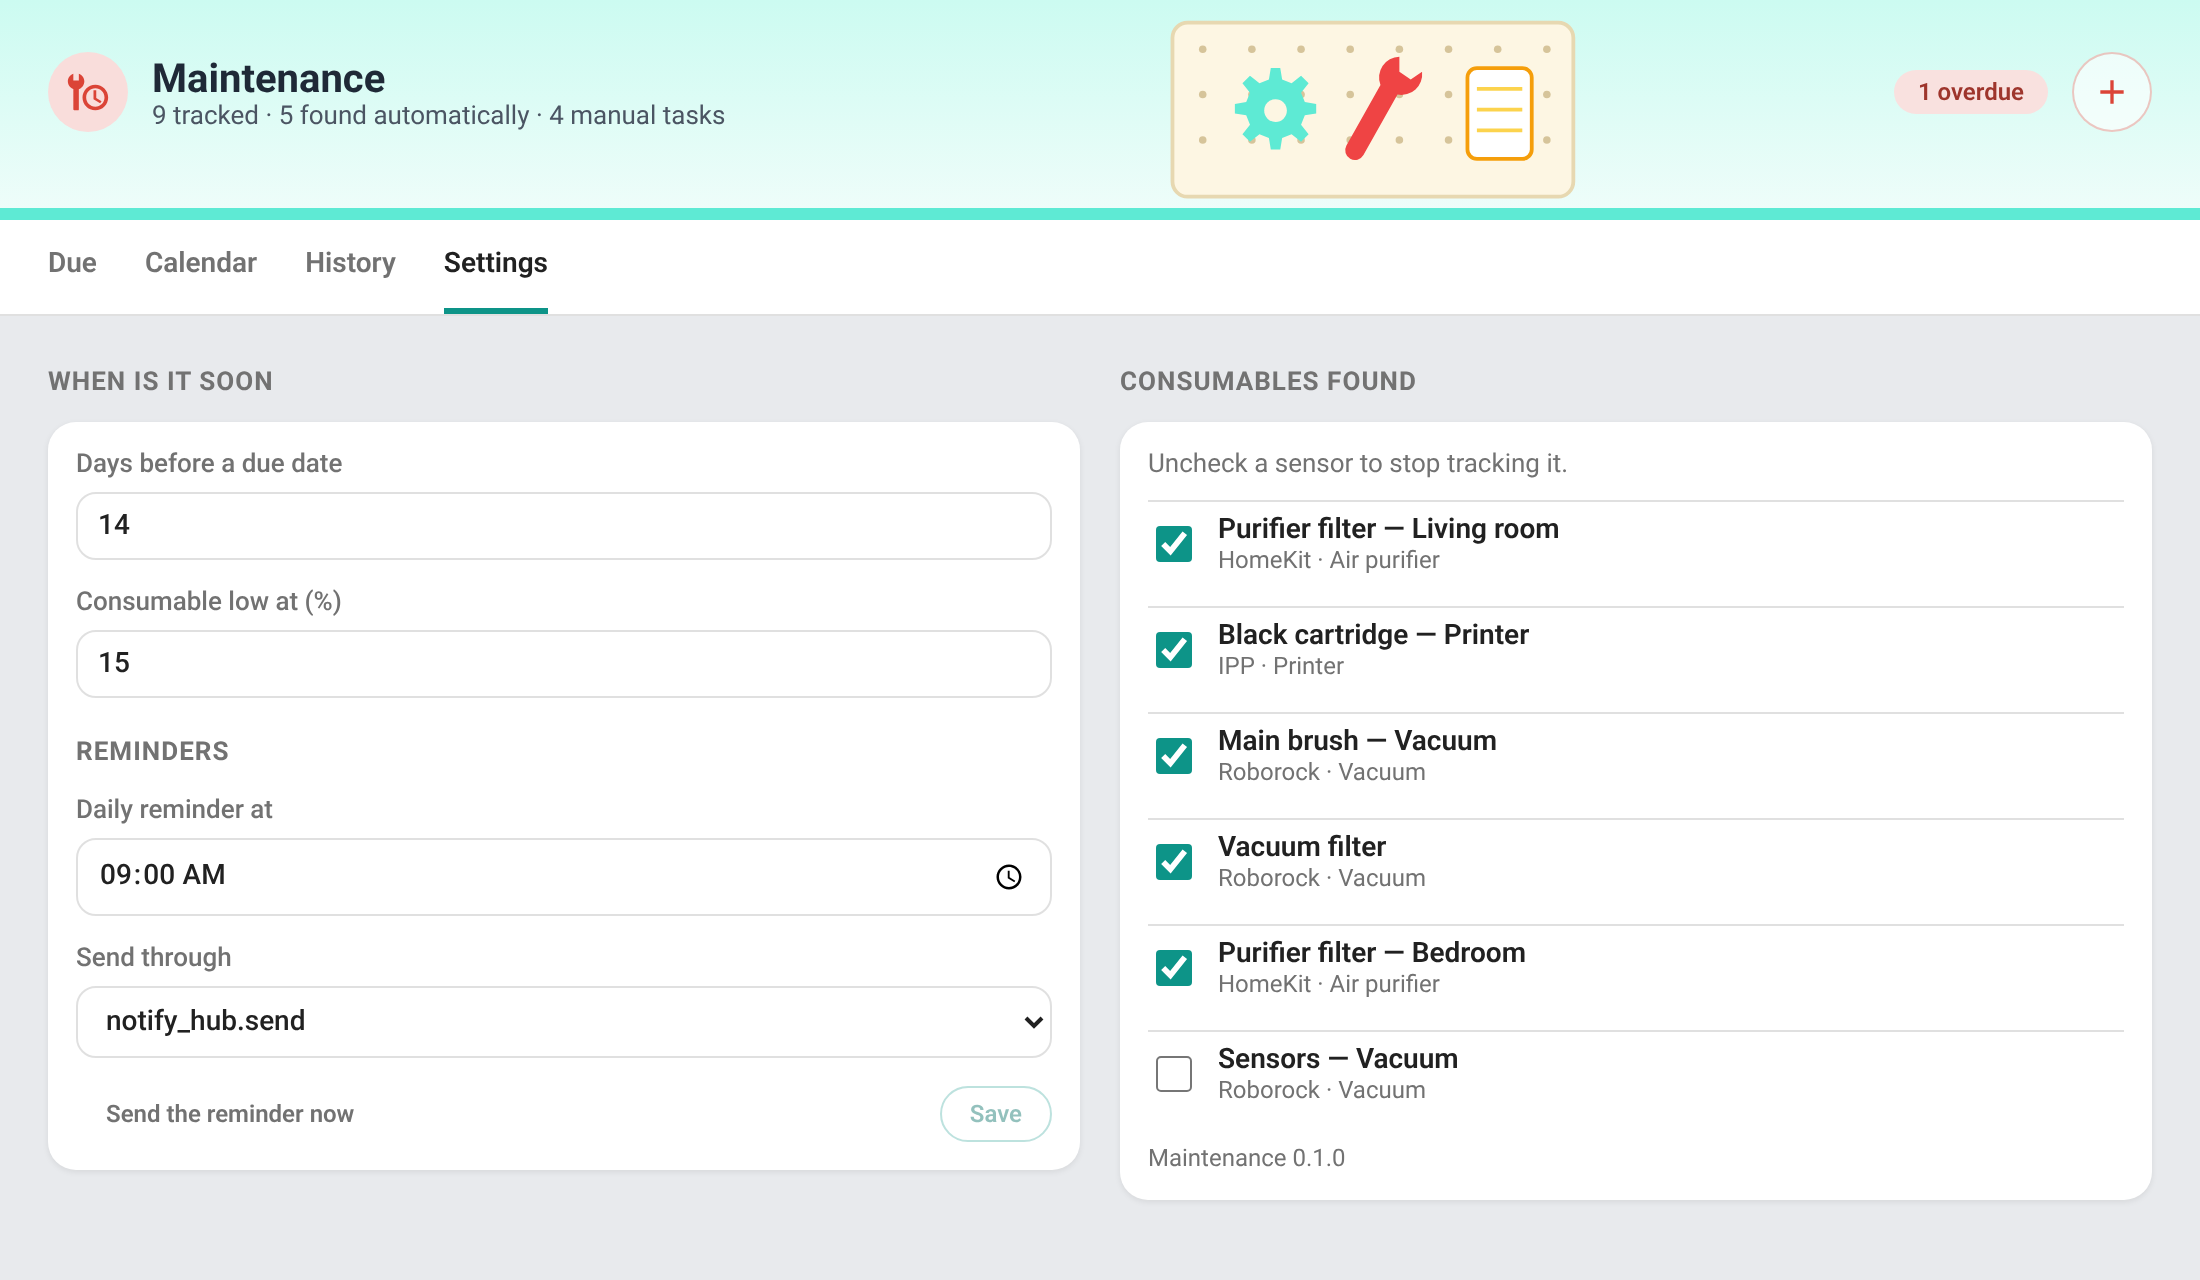 Maintenance
9 tracked · 5 found automatically · 4 manual tasks
1 overdue
Due
Calendar
History
Settings
WHEN IS IT SOON
Days before a due date
14
Consumable low at (%)
15
REMINDERS
Daily reminder at
09:00 AM
Send through
notify_hub.send
Send the reminder now
Save
CONSUMABLES FOUND
Uncheck a sensor to stop tracking it.
Purifier filter — Living room
HomeKit · Air purifier
Black cartridge — Printer
IPP · Printer
Main brush — Vacuum
Roborock · Vacuum
Vacuum filter
Roborock · Vacuum
Purifier filter — Bedroom
HomeKit · Air purifier
Sensors — Vacuum
Roborock · Vacuum
Maintenance 0.1.0